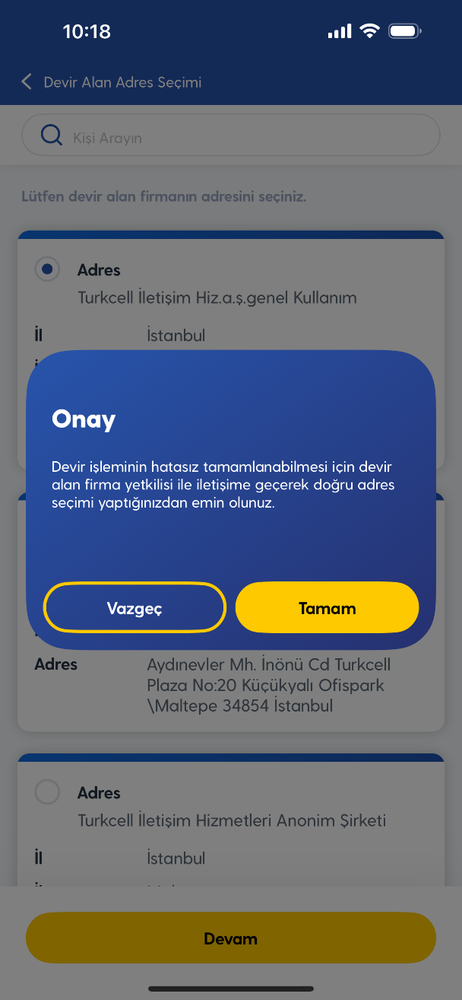 10:18
Devir Alan Adres Seçimi
Kişi Arayın
Lütfen devir alan firmanın adresini seçiniz.
Adres
Turkcell İletişim Hiz.a.ş.genel Kullanım
İl İstanbul
Onay
Devir işleminin hatasız tamamlanabilmesi için devir
alan firma yetkilisi ile iletişime geçerek doğru adres
seçimi yaptığınızdan emin olunuz.
Vazgeç Tamam
Adres Aydınevler Mh. İnönü Cd Turkcell
Plaza No:20 Küçükyalı Ofispark
\Maltepe 34854 İstanbul
Adres
Turkcell İletişim Hizmetleri Anonim Şirketi
İl İstanbul
Devam